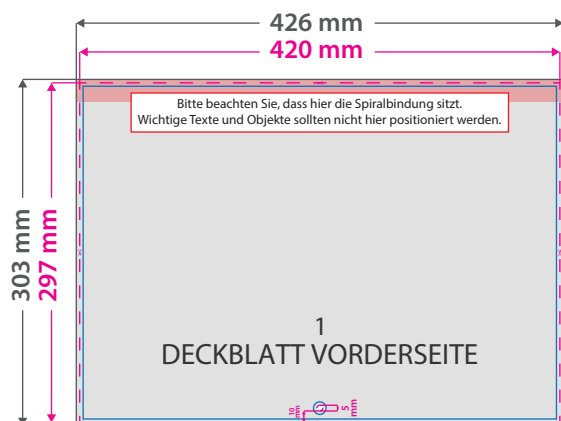 426 mm
420 mm
Bitte beachten Sie, dass hier die Spiralbindung sitzt.
Wichtige Texte und Objekte sollten nicht hier positioniert werden.
303 mm
297 mm
1
DECKBLATT VORDERSEITE
10
mm
5
mm